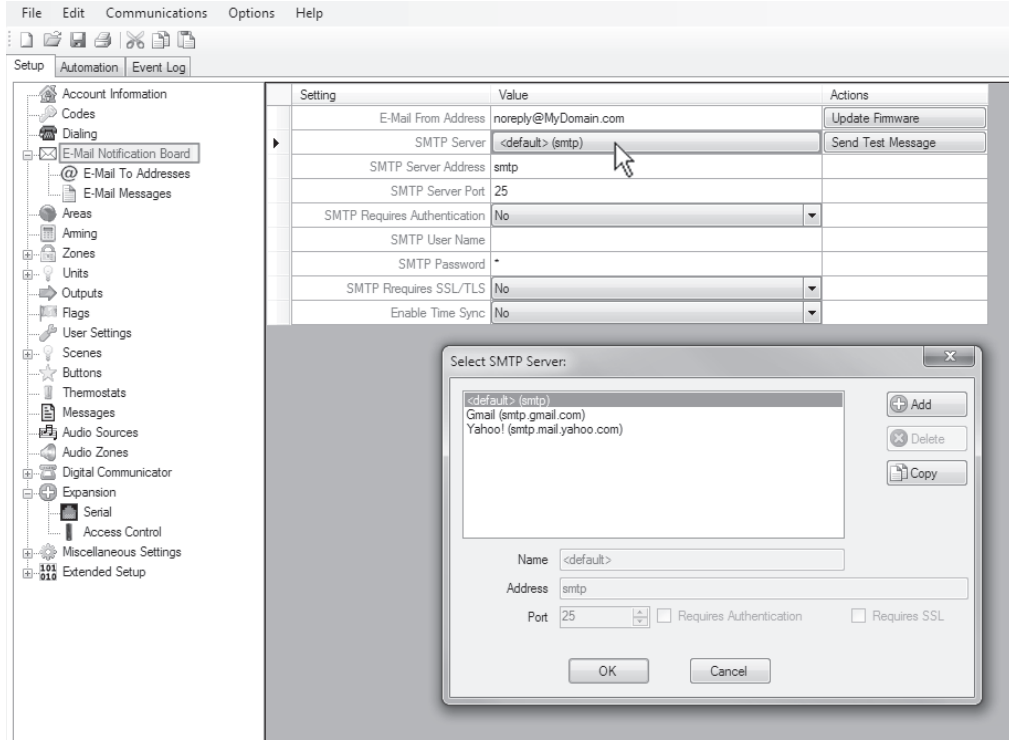 File Edit Communications Options Help
Setup Automation Event Log
Account Information
Codes
Dialing
E-Mail Notification Board
E-Mail To Addresses
E-Mail Messages
Areas
Arming
Zones
Units
Outputs
Flags
User Settings
Scenes
Buttons
Thermostats
Messages
Audio Sources
Audio Zones
Digital Communicator
Expansion
Serial
Access Control
Miscellaneous Settings
101
010 Extended Setup
Setting Value Actions
E-Mail From Address noreply@MyDomain.com Update Firmware
SMTP Server <default> (smtp) Send Test Message
SMTP Server Address smtp
SMTP Server Port 25
SMTP Requires Authentication No
SMTP User Name
SMTP Password *
SMTP Rrequires SSL/TLS No
Enable Time Sync No
Select SMTP Server:
<default> (smtp)
Gmail (smtp.gmail.com)
Yahoo! (smtp.mail.yahoo.com)
Add
Delete
Copy
Name <default>
Address smtp
Port 25 Requires Authentication Requires SSL
OK Cancel